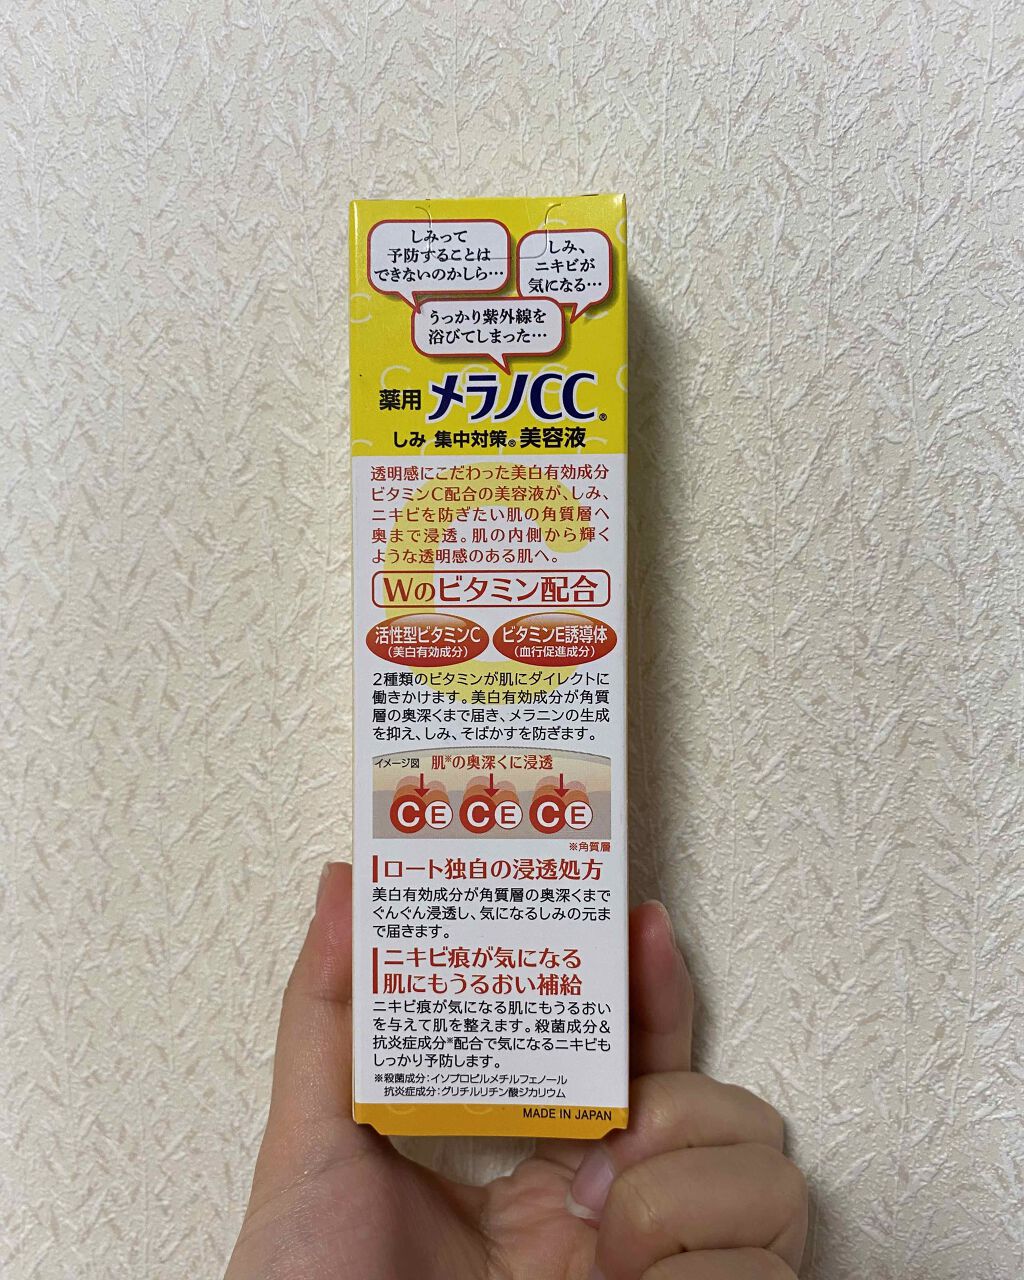 しみって
予防することは
できないのかしら…
しみ、
ニキビが
気になる…
うっかり紫外線を
浴びてしまった…
薬用 メラノCC®
しみ 集中対策® 美容液
透明感にこだわった美白有効成分
ビタミンC配合の美容液が、しみ、
ニキビを防ぎたい肌の角質層へ
奥まで浸透。肌の内側から輝く
ような透明感のある肌へ。
Wのビタミン配合
活性型ビタミンC
(美白有効成分)
ビタミンE誘導体
(血行促進成分)
2種類のビタミンが肌にダイレクトに
働きかけます。美白有効成分が角質
層の奥深くまで届き、メラニンの生成
を抑え、しみ、そばかすを防ぎます。
イメージ図 肌※の奥深くに浸透
C E C E C E
※角質層
ロート独自の浸透処方
美白有効成分が角質層の奥深くまで
ぐんぐん浸透し、気になるしみの元ま
で届きます。
ニキビ痕が気になる
肌にもうるおい補給
ニキビ痕が気になる肌にもうるおい
を与えて肌を整えます。殺菌成分&
抗炎症成分※配合で気になるニキビも
しっかり予防します。
※殺菌成分:イソプロピルメチルフェノール
抗炎症成分:グリチルリチン酸ジカリウム
MADE IN JAPAN